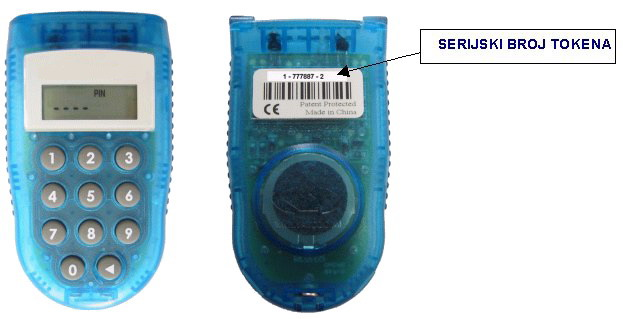 PIN
- - - -
1 2 3
4 5 6
7 8 9
0
SERIJSKI BROJ TOKENA
1 - 777887 - 2
CE
Patent Protected
Made in China